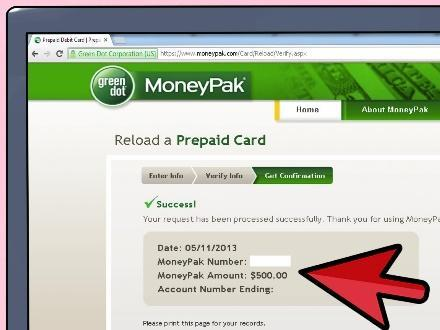 Prepaid Debit Card | Prepa
Green Dot Corporation [US]
https://www.moneypak.com/Card/Reload/Verify.aspx
green dot
MoneyPak®
Home
About MoneyPak
Reload a Prepaid Card
Enter Info
Verify Info
Get Confirmation
Success!
Your request has been processed successfully. Thank you for using MoneyPa
Date: 05/11/2013
MoneyPak Number:
MoneyPak Amount: $500.00
Account Number Ending:
Please print this page for your records.